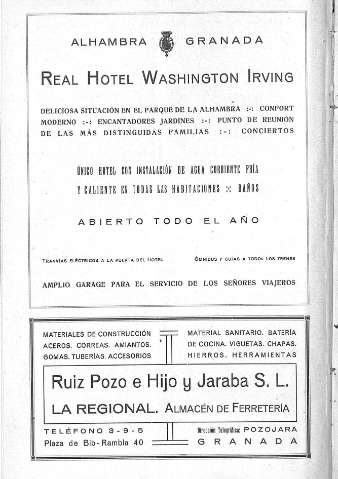 ALHAMBRA GRANADA
REAL HOTEL WASHINGTON IRVING
DELICIOSA SITUACIÓN EN EL PARQUE DE LA ALHAMBRA :-: CONFORT
MODERNO :-: ENCANTADORES JARDINES :-: PUNTO DE REUNIÓN
DE LAS MÁS DISTINGUIDAS FAMILIAS :-: CONCIERTOS
ÚNICO HOTEL CON INSTALACIÓN DE AGUA CORRIENTE FRÍA
Y CALIENTE EN TODAS LAS HABITACIONES :: BAÑOS
ABIERTO TODO EL AÑO
TRANVÍAS ELÉCTRICOS A LA PUERTA DEL HOTEL
ÓMNIBUS Y GUÍAS A TODOS LOS TRENES
AMPLIO GARAGE PARA EL SERVICIO DE LOS SEÑORES VIAJEROS
MATERIALES DE CONSTRUCCIÓN
ACEROS, CORREAS, AMIANTOS,
GOMAS, TUBERÍAS, ACCESORIOS
MATERIAL SANITARIO, BATERÍA
DE COCINA, VIGUETAS, CHAPAS,
HIERROS, HERRAMIENTAS
Ruiz Pozo e Hijo y Jaraba S. L.
LA REGIONAL. ALMACÉN DE FERRETERÍA
TELÉFONO 3-9-5
Plaza de Bib-Rambla 40
Dirección Telegráfica: POZOJARA
GRANADA